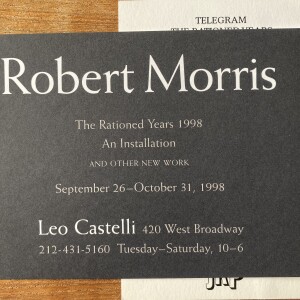 TELEGRAM
THE RATIONED YEARS
Robert Morris
The Rationed Years 1998
An Installation
AND OTHER NEW WORK
September 26–October 31, 1998
Leo Castelli 420 West Broadway
212-431-5160 Tuesday–Saturday, 10–6